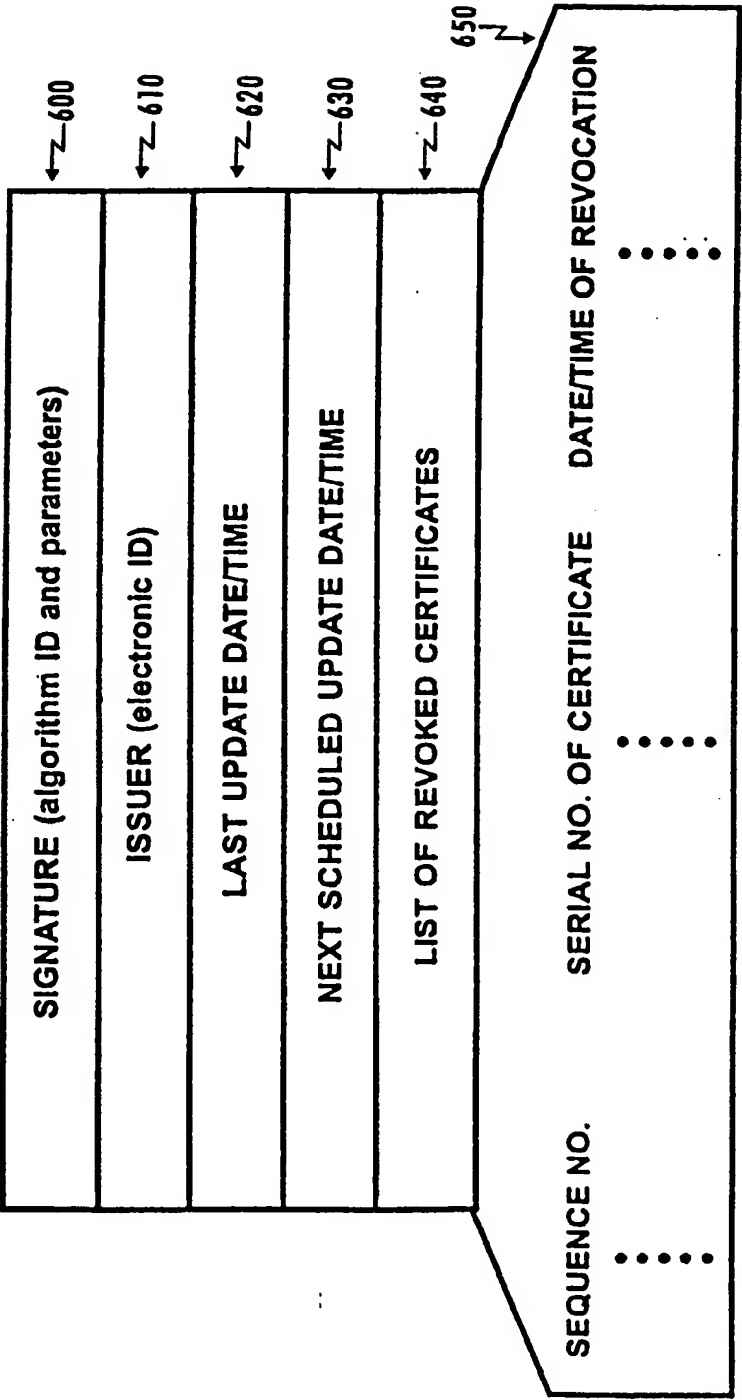 SIGNATURE (algorithm ID and parameters) 600
ISSUER (electronic ID) 610
LAST UPDATE DATE/TIME 620
NEXT SCHEDULED UPDATE DATE/TIME 630
LIST OF REVOKED CERTIFICATES 640
650
SEQUENCE NO. SERIAL NO. OF CERTIFICATE DATE/TIME OF REVOCATION